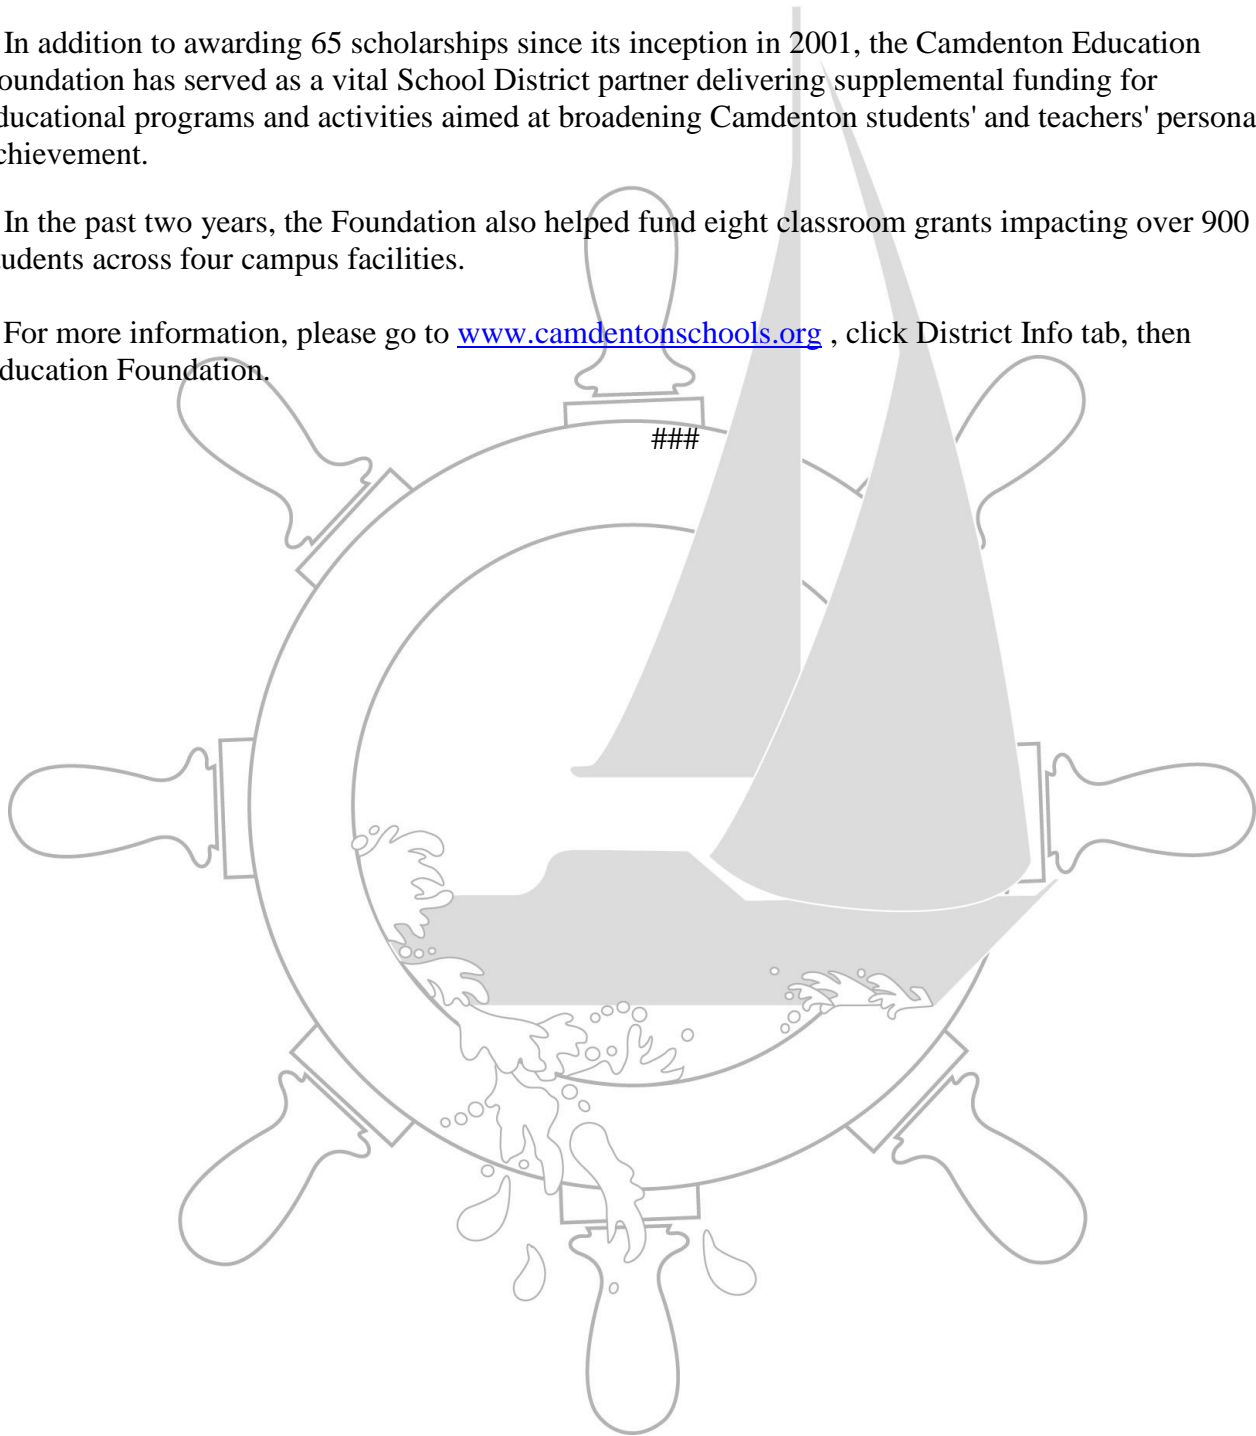 In addition to awarding 65 scholarships since its inception in 2001, the Camdenton Education
oundation has served as a vital School District partner delivering supplemental funding for
ducational programs and activities aimed at broadening Camdenton students' and teachers' persona
chievement.
In the past two years, the Foundation also helped fund eight classroom grants impacting over 900
tudents across four campus facilities.
For more information, please go to www.camdentonschools.org , click District Info tab, then
ducation Foundation.
###